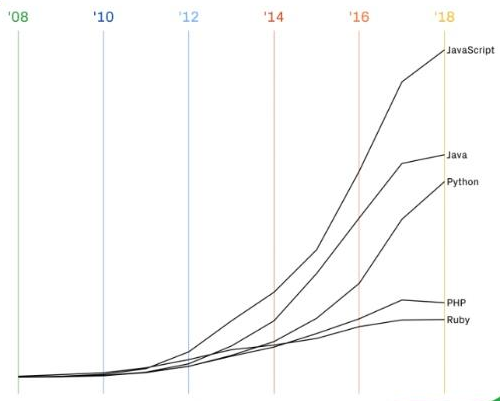 '08 '10 '12 '14 '16 '18
JavaScript
Java
Python
PHP
Ruby